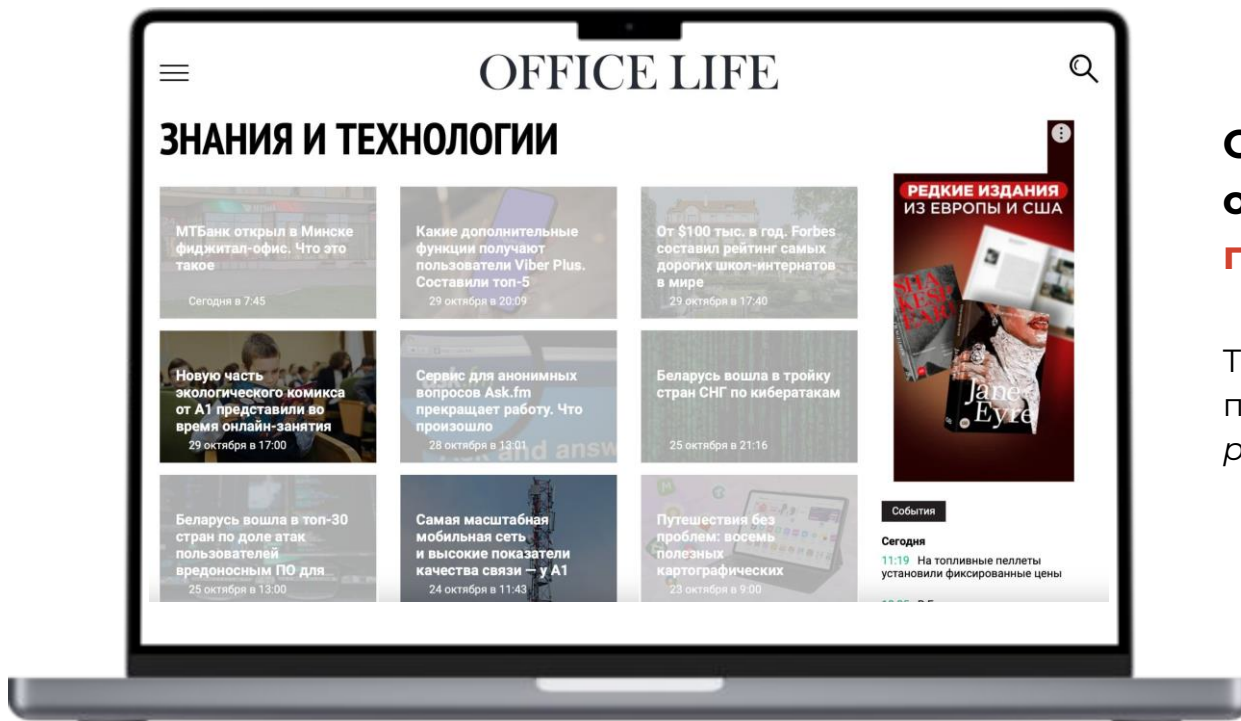 OFFICE LIFE
ЗНАНИЯ И ТЕХНОЛОГИИ
МТБанк открыл в Минске
фиджитал-офис. Что это
такое
Сегодня в 7:45
Какие дополнительные
функции получают
пользователи Viber Plus.
Составили топ-5
29 октября в 20:09
От $100 тыс. в год. Forbes
составил рейтинг самых
дорогих школ-интернатов
в мире
29 октября в 17:40
Новую часть
экологического комикса
от А1 представили во
время онлайн-занятия
29 октября в 17:00
Сервис для анонимных
вопросов Ask.fm
прекращает работу. Что
произошло
28 октября в 13:01
Беларусь вошла в тройку
стран СНГ по кибератакам
25 октября в 21:16
Беларусь вошла в топ-30
стран по доле атак
пользователей
вредоносным ПО для
25 октября в 13:00
Самая масштабная
мобильная сеть
и высокие показатели
качества связи — у А1
24 октября в 11:43
Путешествия без
проблем: восемь
полезных
картографических
23 октября в 9:00
РЕДКИЕ ИЗДАНИЯ
ИЗ ЕВРОПЫ И США
SHA
KESP
EARE
Jane
Eyre
События
Сегодня
11:19 На топливные пеллеты
установили фиксированные цены